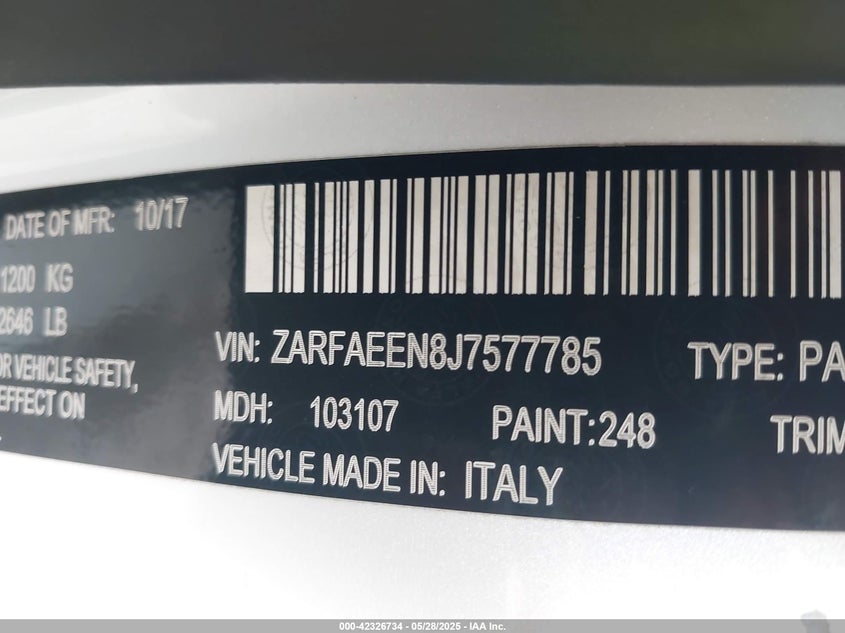 DATE OF MFR: 10/17
1200 KG
2646 LB
VEHICLE SAFETY,
EFFECT ON
VIN: ZARFAEEN8J7577785
TYPE: PA
MDH: 103107 PAINT:248 TRIM
VEHICLE MADE IN: ITALY
000-42326734 - 05/28/2025 - IAA Inc.